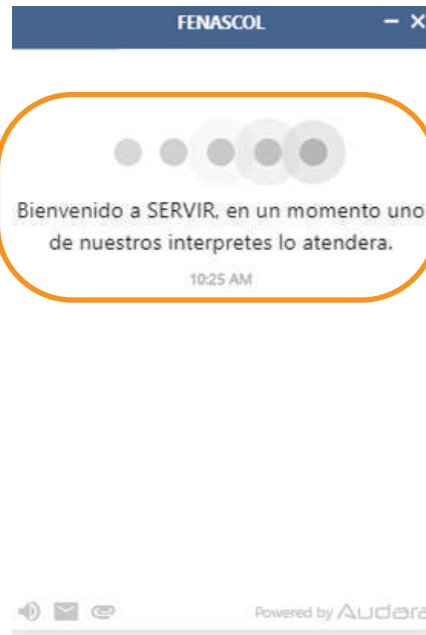 FENASCOL
Bienvenido a SERVIR, en un momento uno
de nuestros interpretes lo atendera.
10:25 AM
Powered by Audara